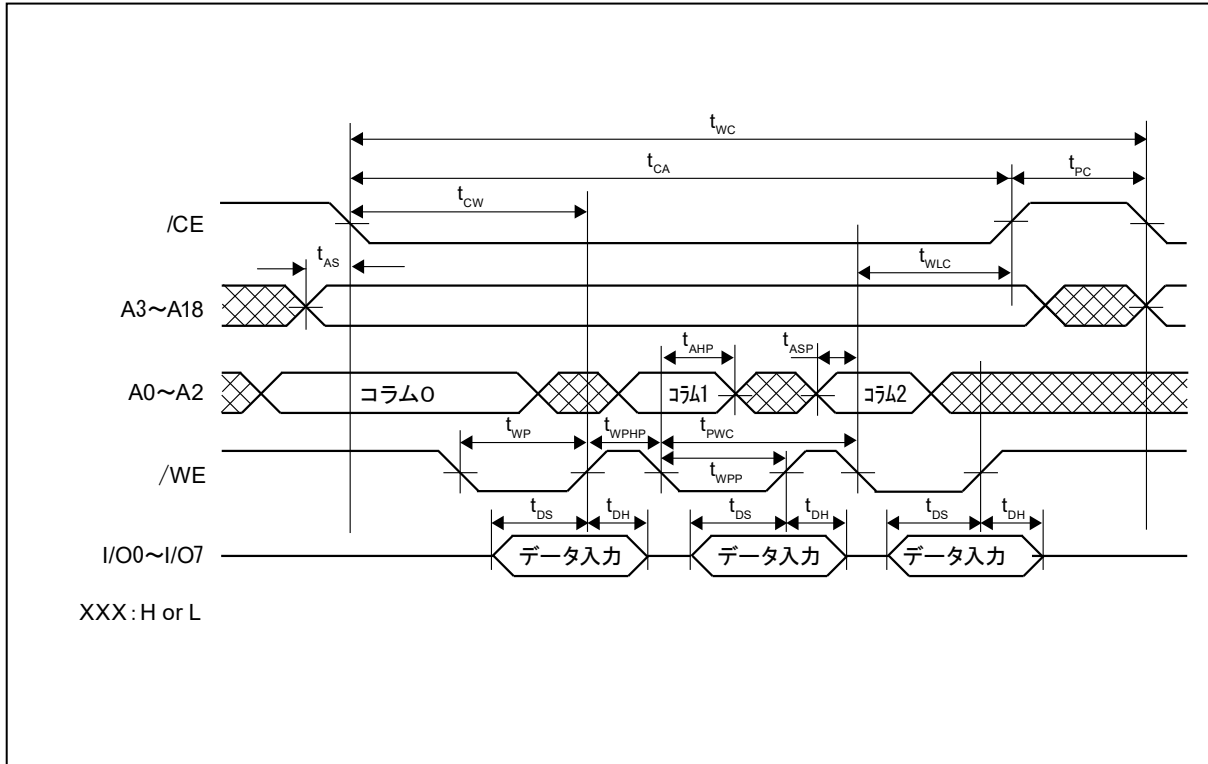 tWC
tCA
tPC
tCW
/CE
tAS
tWLC
A3～A18
tAHP
tASP
A0～A2
コラム0
コラム1
コラム2
tWP
tWPHP
tPWC
/WE
tWPP
tDS
tDH
tDS
tDH
tDS
tDH
I/O0～I/O7
データ入力
データ入力
データ入力
XXX：H or L